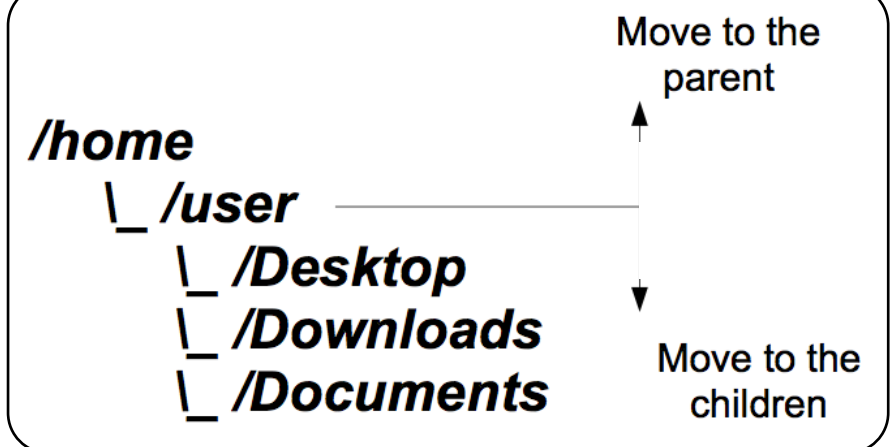 Move to the
parent
/home
\_ /user
\_ /Desktop
\_ /Downloads
\_ /Documents
Move to the
children